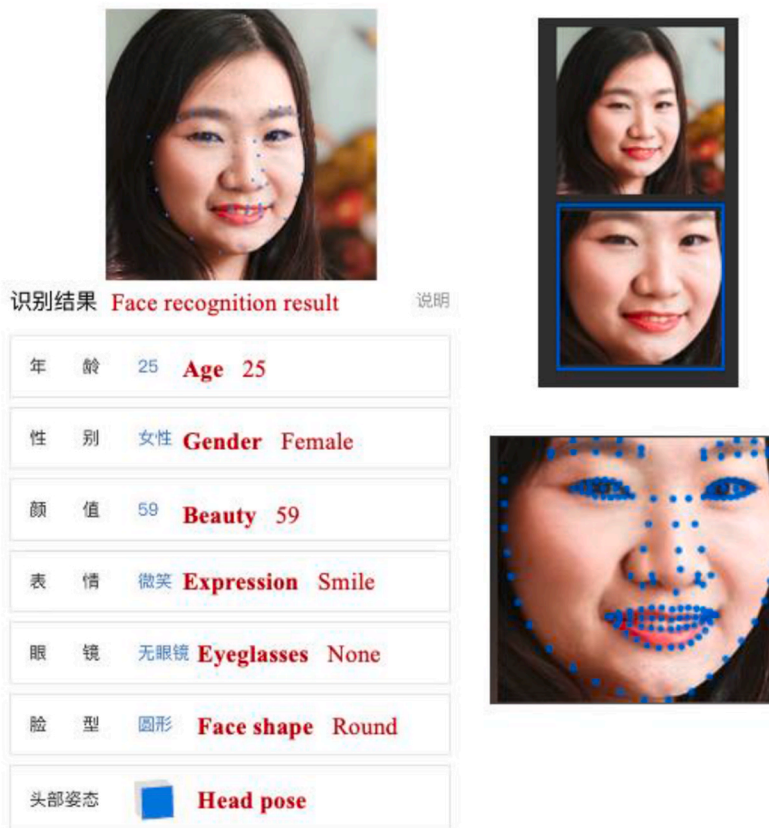 识别结果 Face recognition result 说明
年 龄 25 Age 25
性 别 女性 Gender Female
颜 值 59 Beauty 59
表 情 微笑 Expression Smile
眼 镜 无眼镜 Eyeglasses None
脸 型 圆形 Face shape Round
头部姿态 Head pose